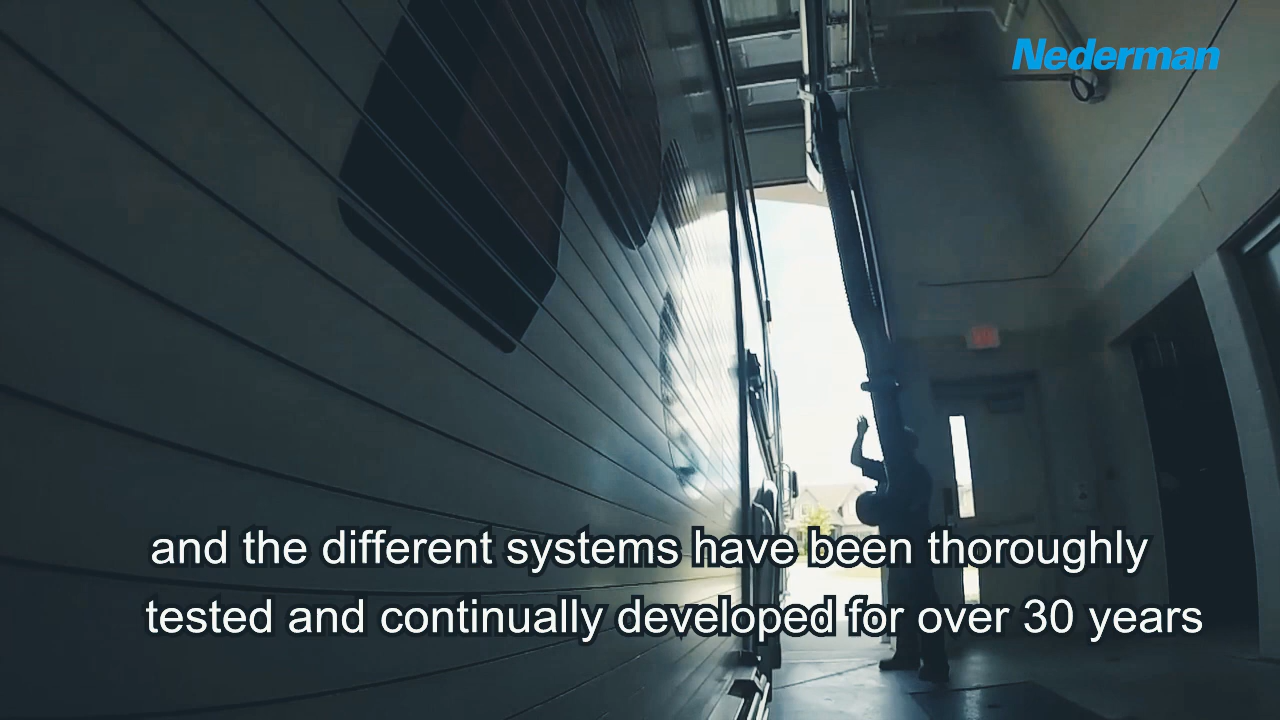 Nederman
and the different systems have been thoroughly
tested and continually developed for over 30 years